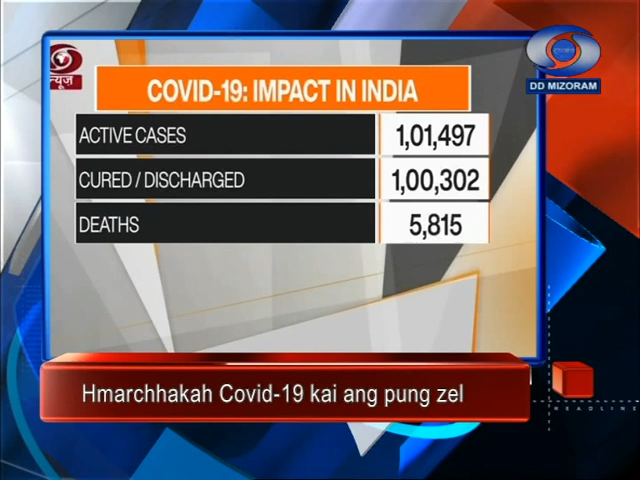 न्यूज़
DD MIZORAM
COVID-19: IMPACT IN INDIA
ACTIVE CASES 1,01,497
CURED / DISCHARGED 1,00,302
DEATHS 5,815
Hmarchhakah Covid-19 kai ang pung zel
HEADLINE